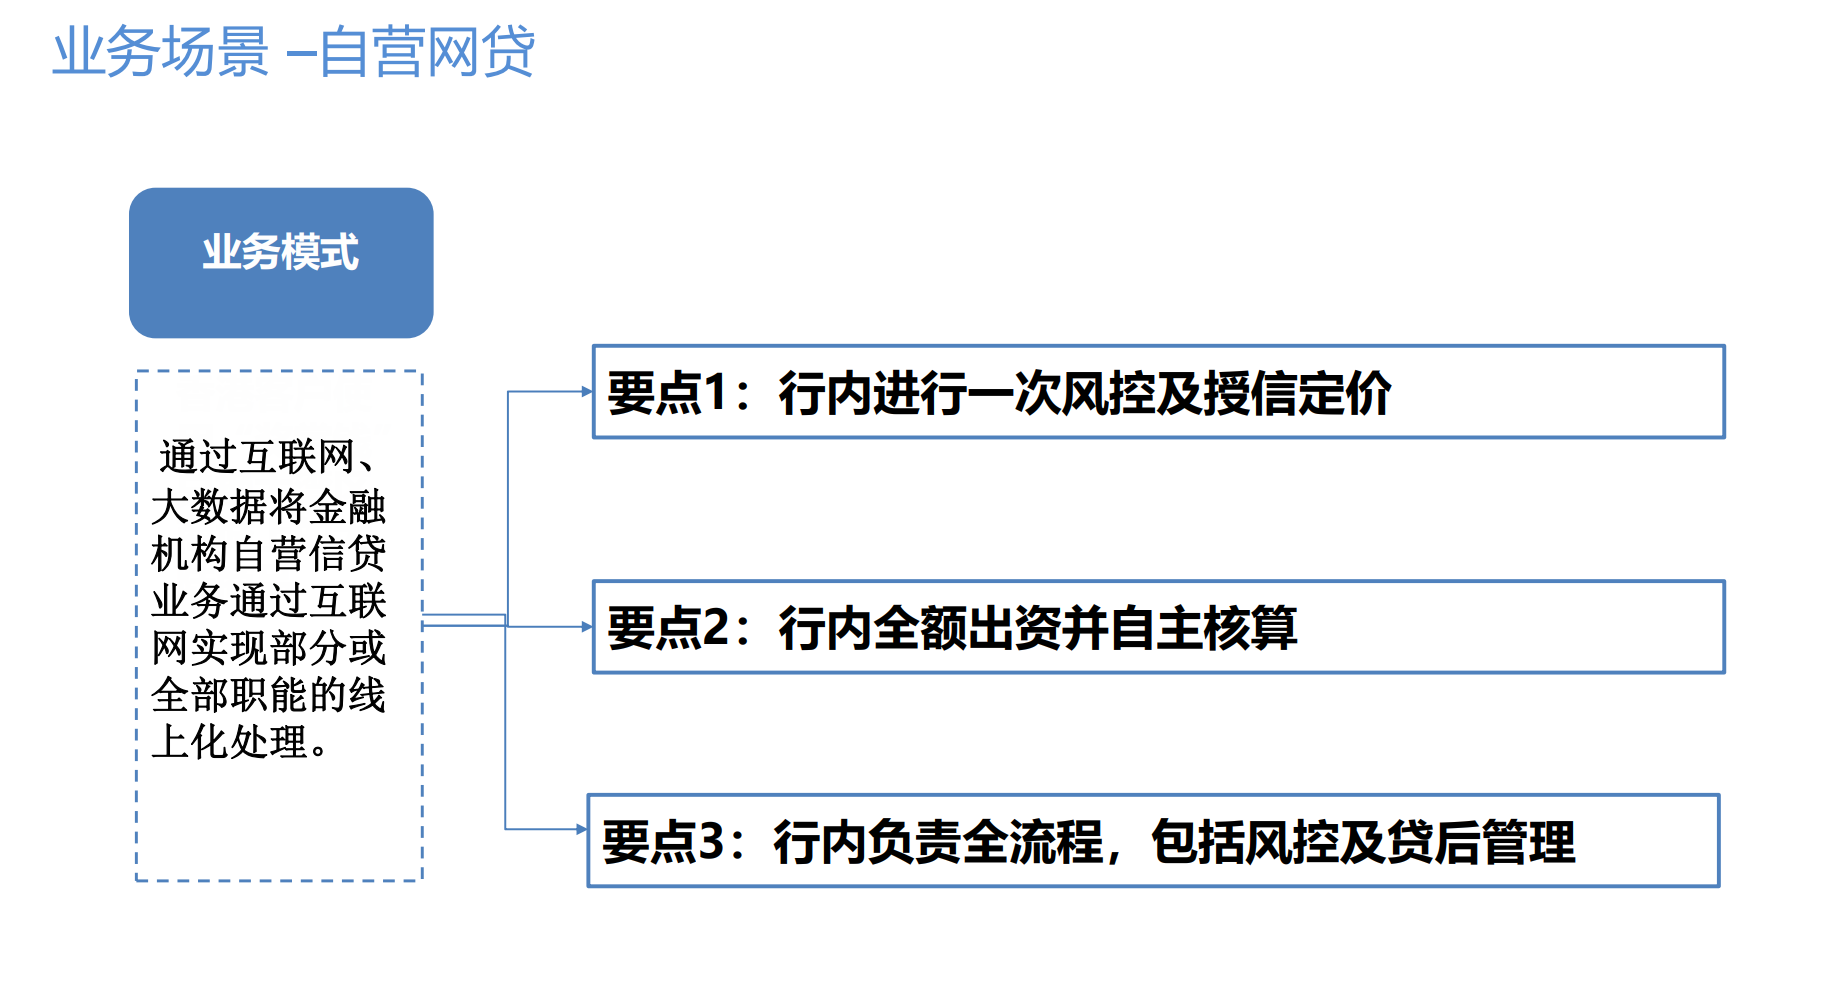 业务场景 –自营网贷
业务模式
通过互联网、
大数据将金融
机构自营信贷
业务通过互联
网实现部分或
全部职能的线
上化处理。
要点1：行内进行一次风控及授信定价
要点2：行内全额出资并自主核算
要点3：行内负责全流程，包括风控及贷后管理